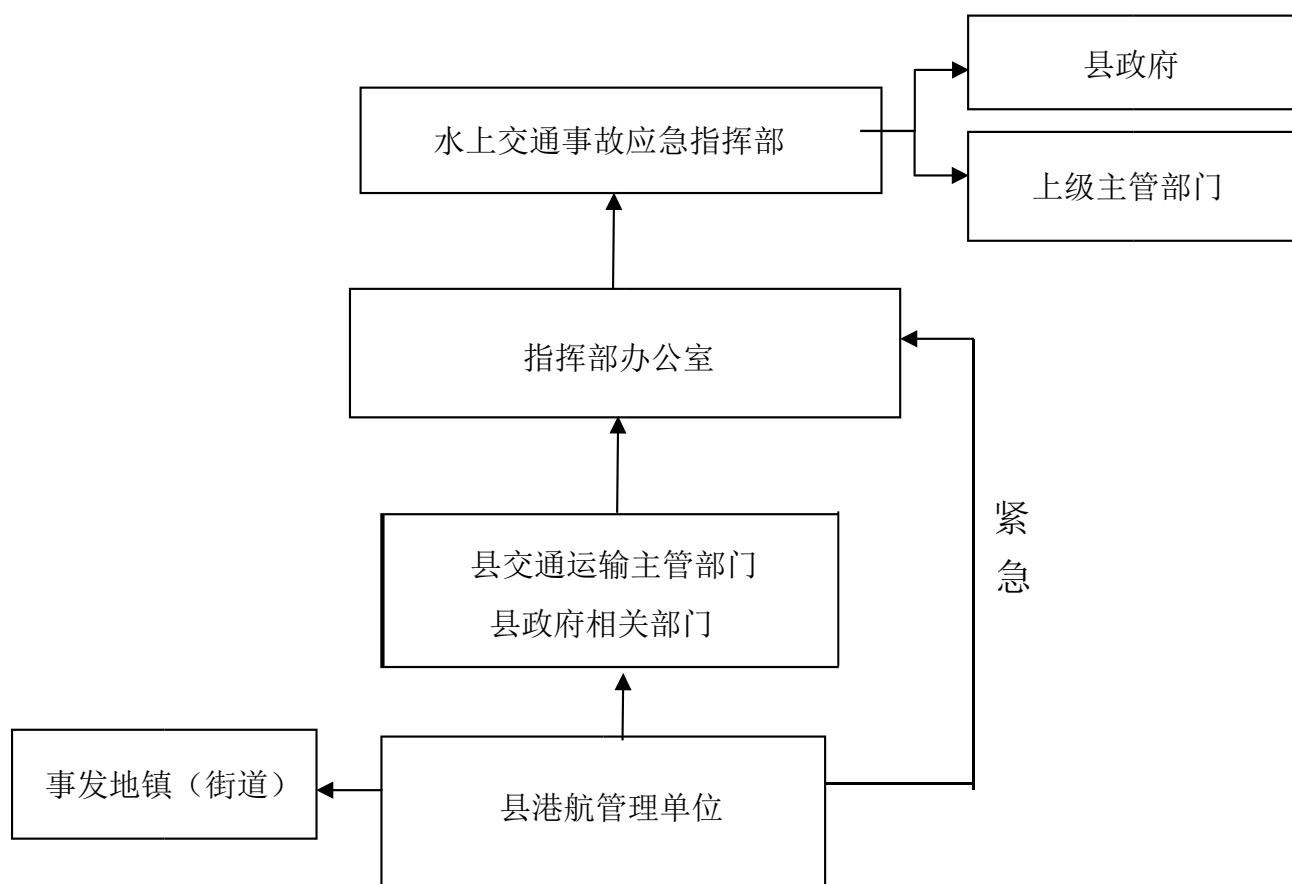 县政府
水上交通事故应急指挥部
上级主管部门
指挥部办公室
紧
急
县交通运输主管部门
县政府相关部门
事发地镇（街道）
县港航管理单位